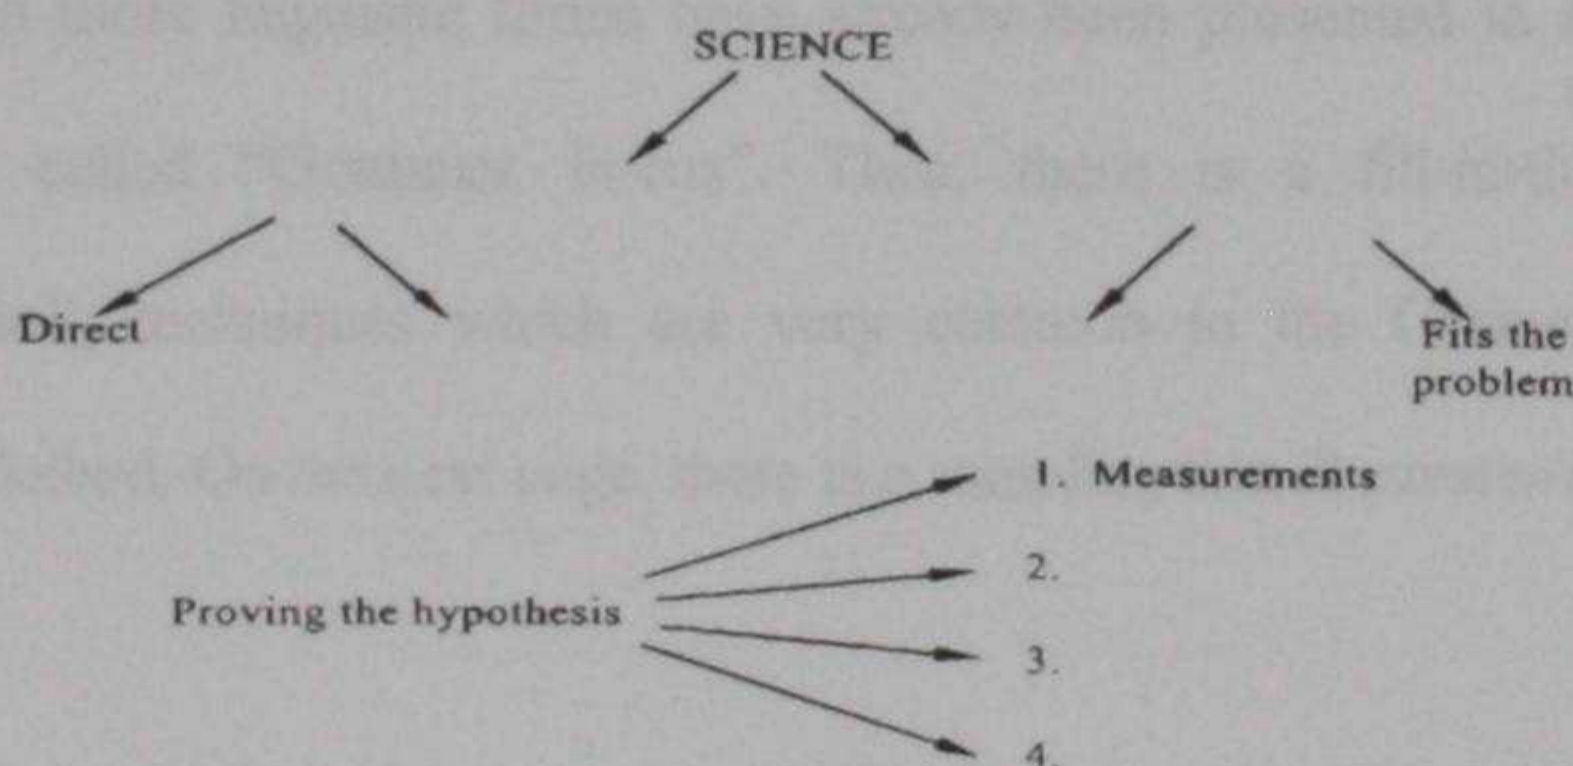 SCIENCE
Direct
Fits the
problem
1. Measurements
2.
Proving the hypothesis
3.
4.